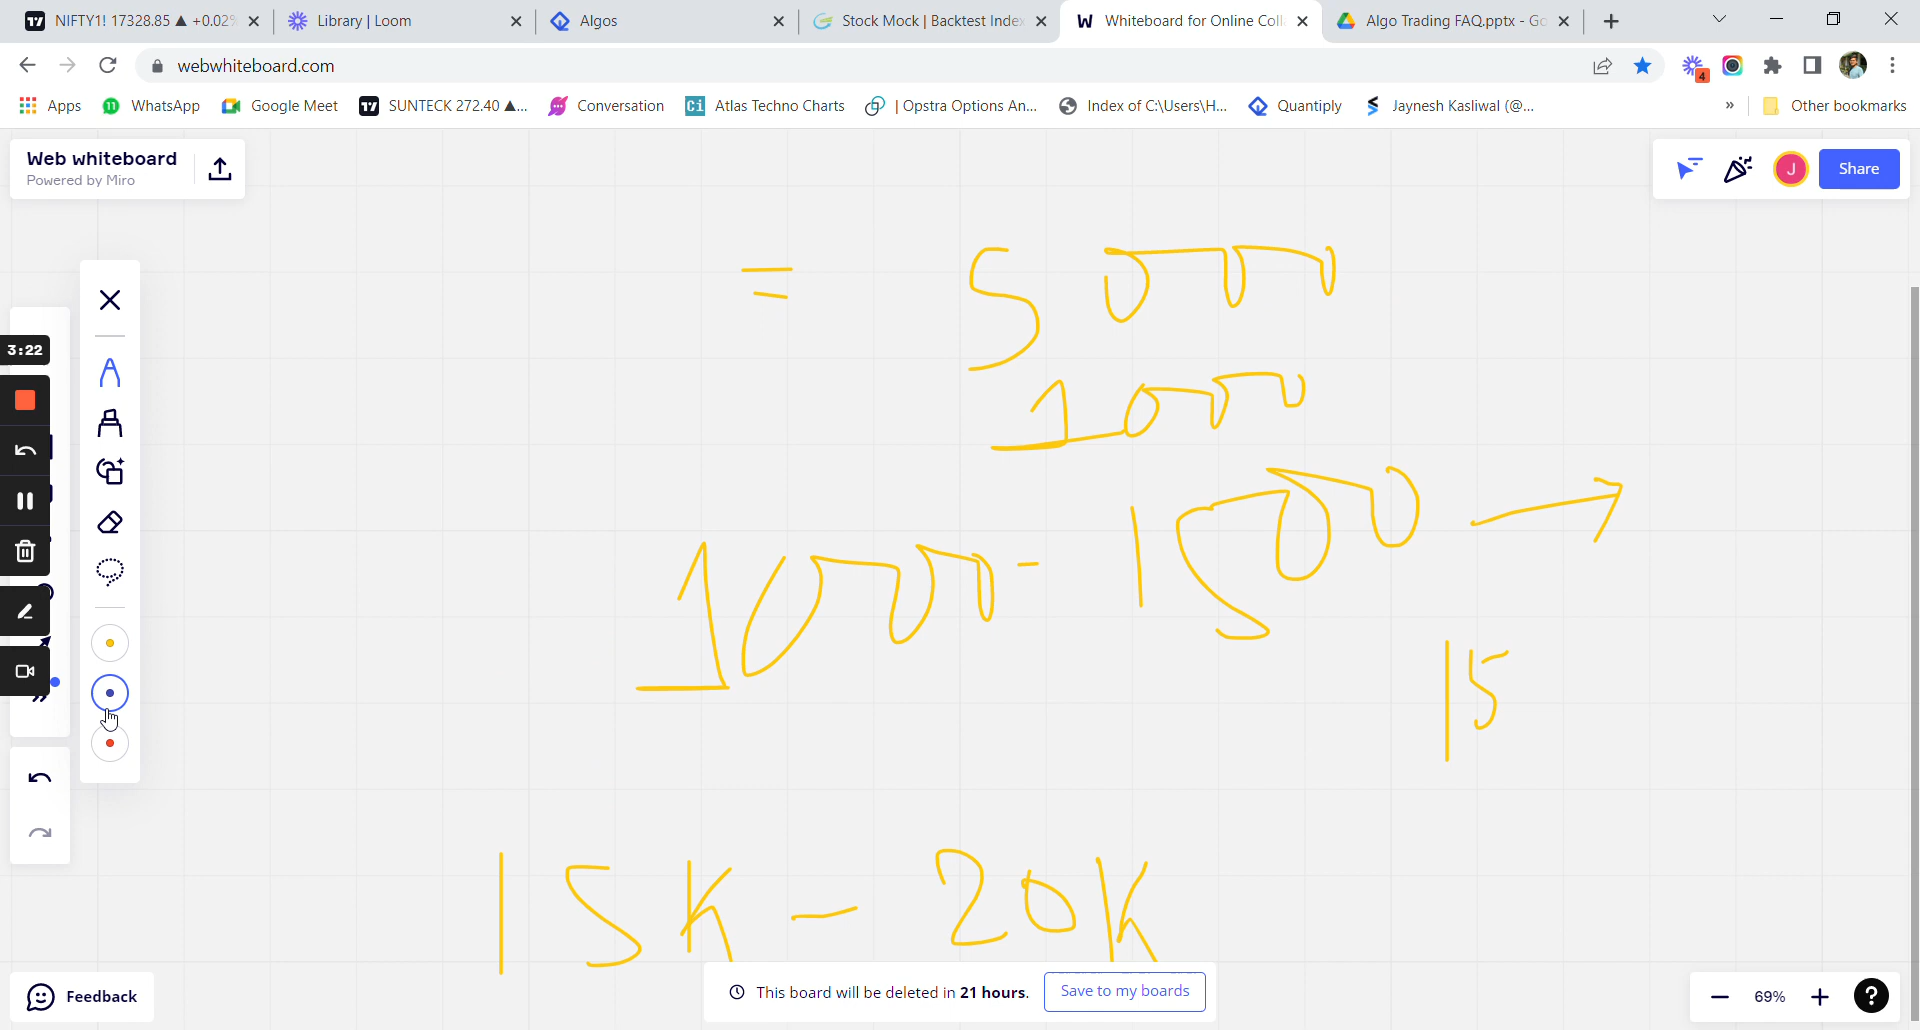 NIFTY1! 17328.85 ▲ +0.02%
Library | Loom
Algos
Stock Mock | Backtest Index
Whiteboard for Online Coll
Algo Trading FAQ.pptx - Go
webwhiteboard.com
4
Apps
WhatsApp
Google Meet
SUNTECK 272.40 ▲...
Conversation
Atlas Techno Charts
| Opstra Options An...
Index of C:\Users\H...
Quantiply
Jaynesh Kasliwal (@...
»
Other bookmarks
Web whiteboard
Powered by Miro
J
Share
= 5000
1000
3:22
1000 - 1500 →
15
15K - 20K
Feedback
This board will be deleted in 21 hours.
Save to my boards
69%
?